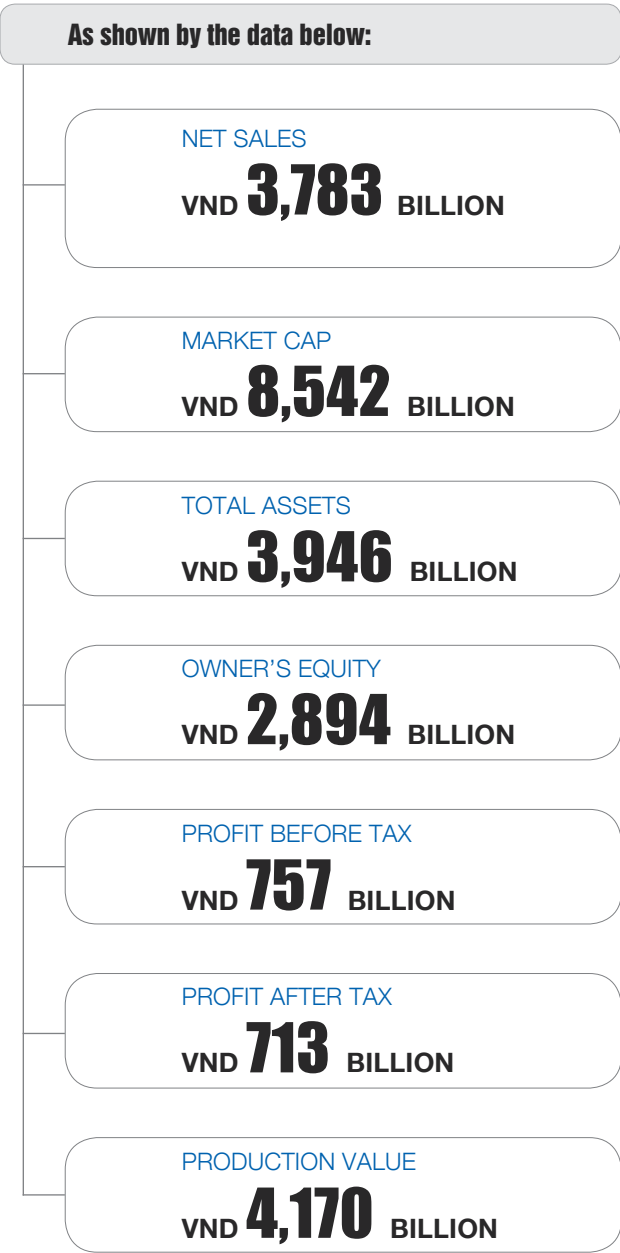 As shown by the data below:
NET SALES
VND 3,783 BILLION
MARKET CAP
VND 8,542 BILLION
TOTAL ASSETS
VND 3,946 BILLION
OWNER’S EQUITY
VND 2,894 BILLION
PROFIT BEFORE TAX
VND 757 BILLION
PROFIT AFTER TAX
VND 713 BILLION
PRODUCTION VALUE
VND 4,170 BILLION